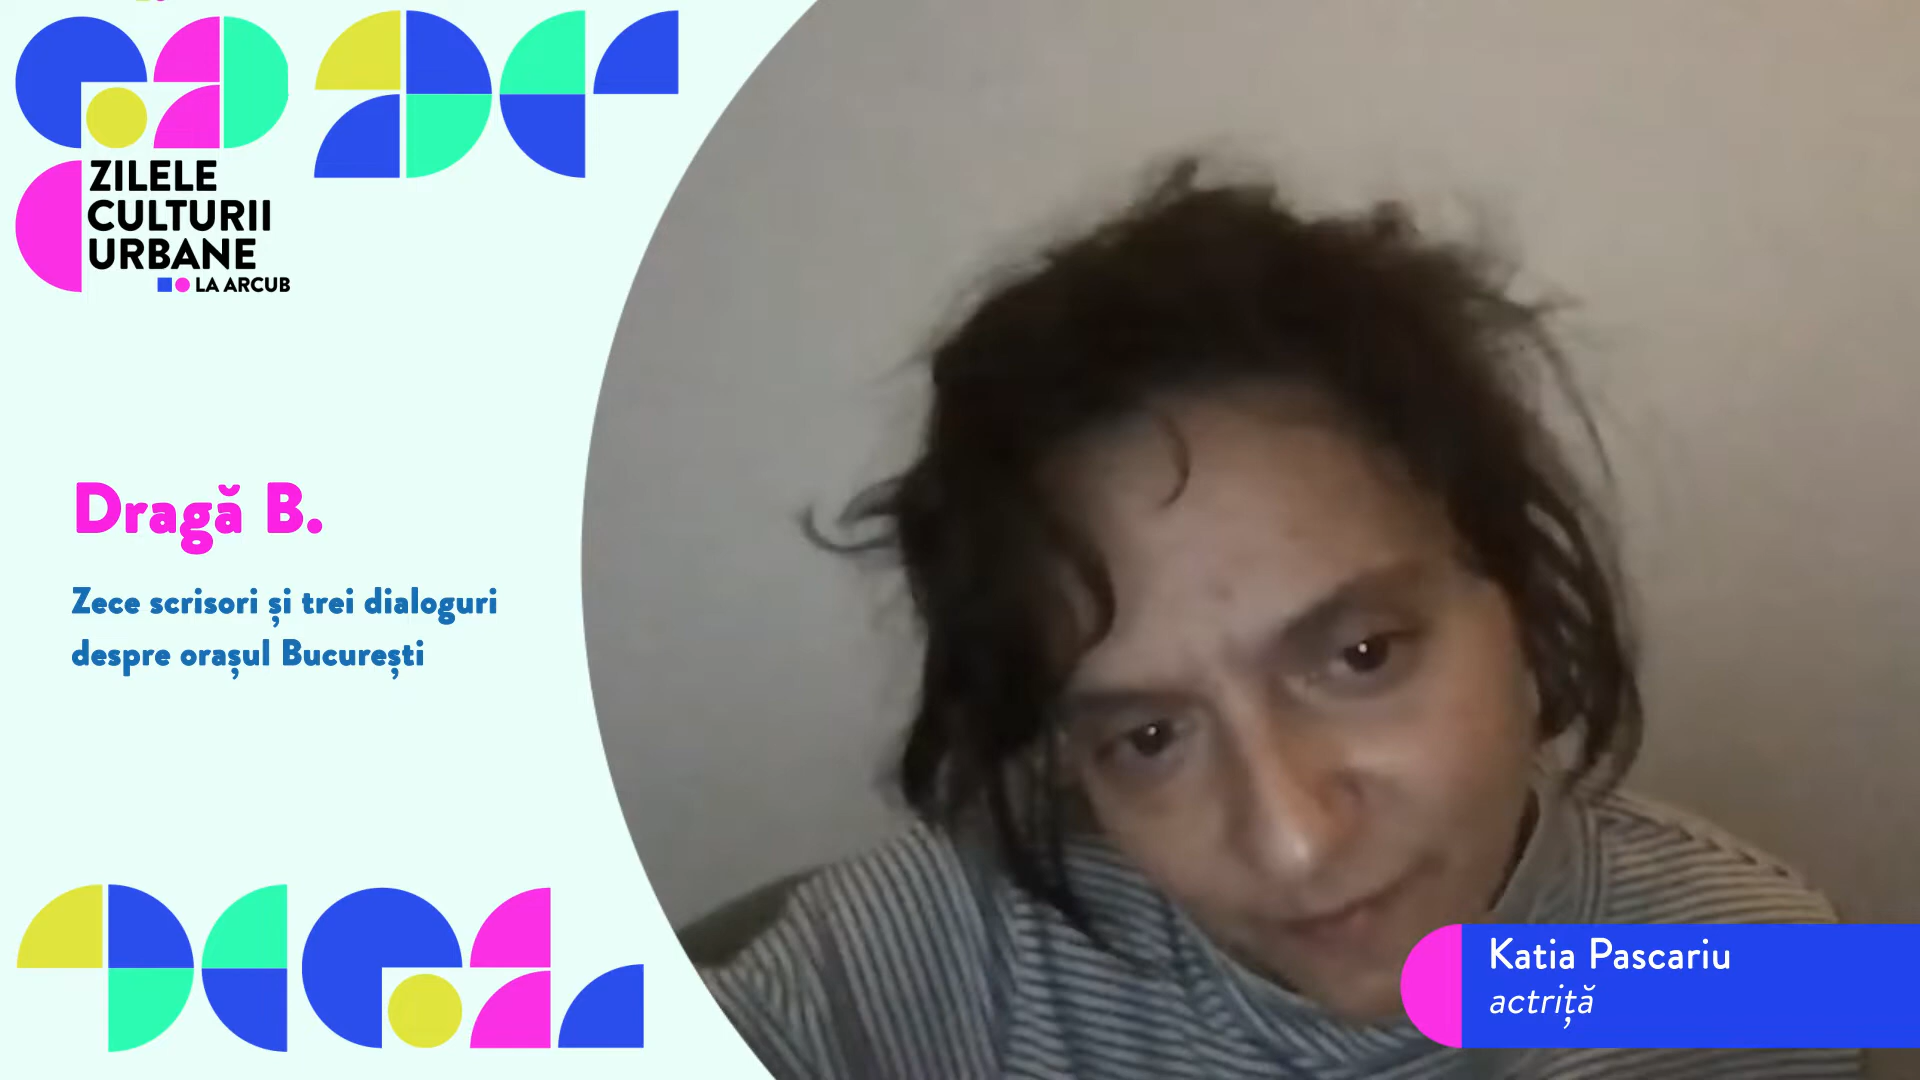 ZILELE
CULTURII
URBANE
LA ARCUB
Dragă B.
Zece scrisori și trei dialoguri
despre orașul București
Katia Pascariu
actriță